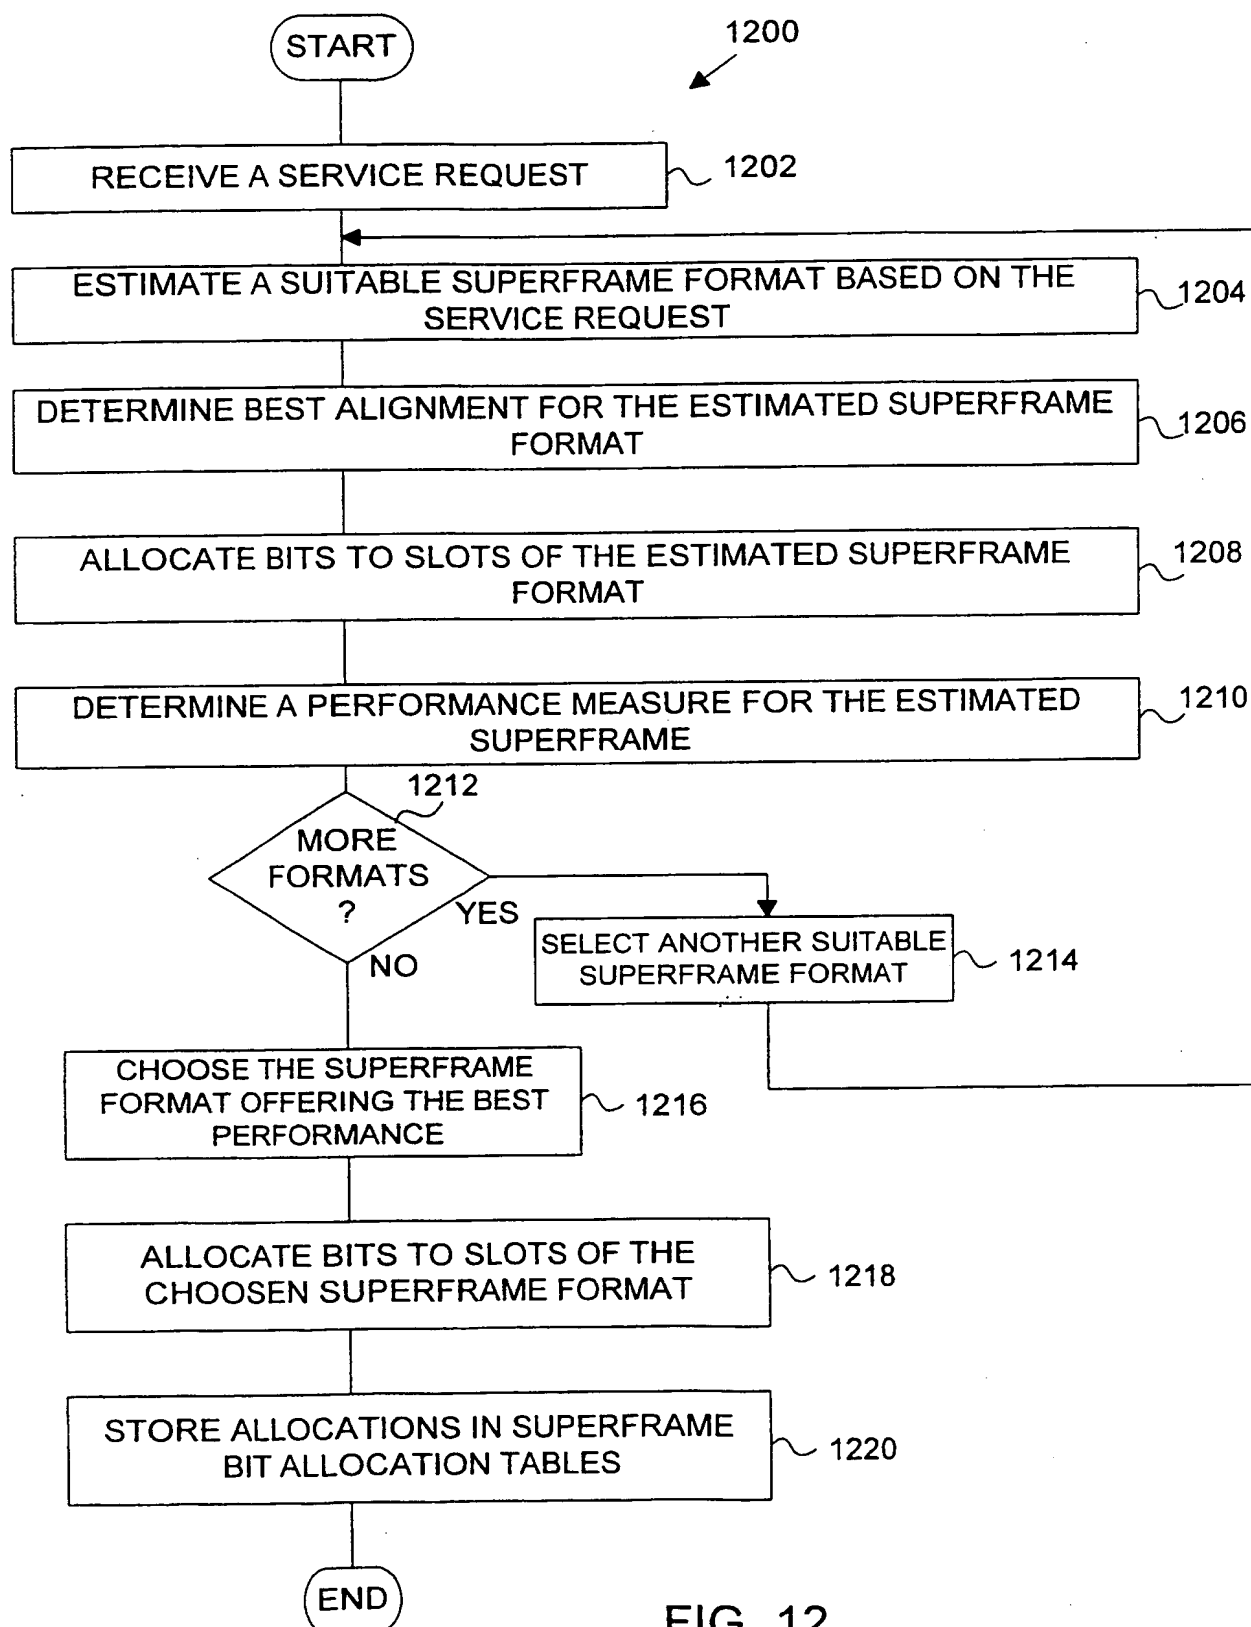 START
1200
RECEIVE A SERVICE REQUEST
1202
ESTIMATE A SUITABLE SUPERFRAME FORMAT BASED ON THE
SERVICE REQUEST
1204
DETERMINE BEST ALIGNMENT FOR THE ESTIMATED SUPERFRAME
FORMAT
1206
ALLOCATE BITS TO SLOTS OF THE ESTIMATED SUPERFRAME
FORMAT
1208
DETERMINE A PERFORMANCE MEASURE FOR THE ESTIMATED
SUPERFRAME
1210
1212
MORE
FORMATS
?
YES
NO
SELECT ANOTHER SUITABLE
SUPERFRAME FORMAT
1214
CHOOSE THE SUPERFRAME
FORMAT OFFERING THE BEST
PERFORMANCE
1216
ALLOCATE BITS TO SLOTS OF THE
CHOOSEN SUPERFRAME FORMAT
1218
STORE ALLOCATIONS IN SUPERFRAME
BIT ALLOCATION TABLES
1220
END
FIG. 12